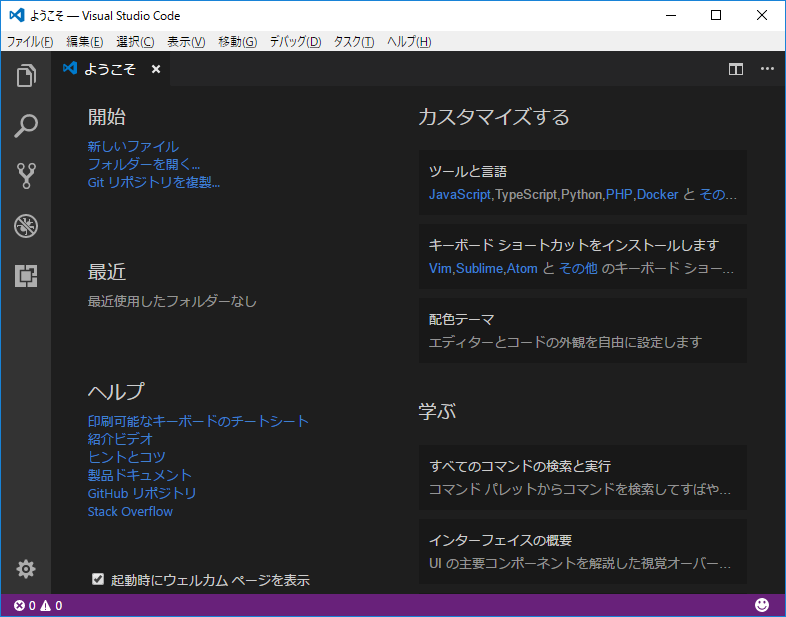 ようこそ — Visual Studio Code
ファイル(F) 編集(E) 選択(C) 表示(V) 移動(G) デバッグ(D) タスク(T) ヘルプ(H)
ようこそ
開始
新しいファイル
フォルダーを開く...
Git リポジトリを複製...
最近
最近使用したフォルダーなし
ヘルプ
印刷可能なキーボードのチートシート
紹介ビデオ
ヒントとコツ
製品ドキュメント
GitHub リポジトリ
Stack Overflow
起動時にウェルカム ページを表示
カスタマイズする
ツールと言語
JavaScript,TypeScript,Python,PHP,Docker と その...
キーボード ショートカットをインストールします
Vim,Sublime,Atom と その他 のキーボード ショー...
配色テーマ
エディターとコードの外観を自由に設定します
学ぶ
すべてのコマンドの検索と実行
コマンド パレットからコマンドを検索してすばや...
インターフェイスの概要
UI の主要コンポーネントを解説した視覚オーバー...
0 0